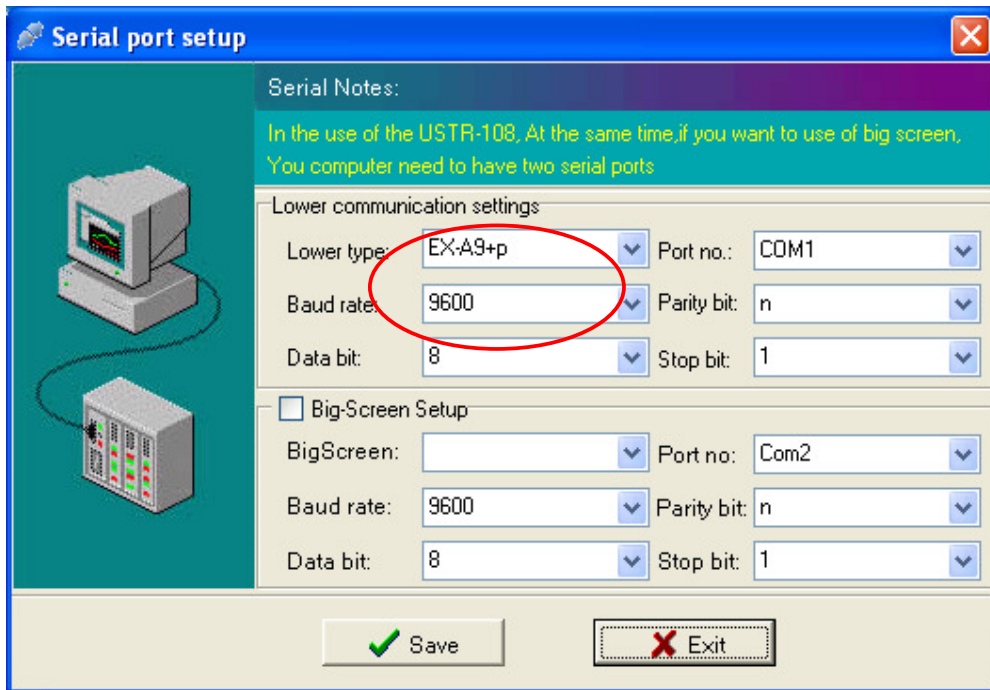 Serial port setup
Serial Notes:
In the use of the USTR-108, At the same time,if you want to use of big screen,
You computer need to have two serial ports
Lower communication settings
Lower type: EX-A9+p Port no.: COM1
Baud rate: 9600 Parity bit: n
Data bit: 8 Stop bit: 1
Big-Screen Setup
BigScreen: Port no: Com2
Baud rate: 9600 Parity bit: n
Data bit: 8 Stop bit: 1
Save Exit